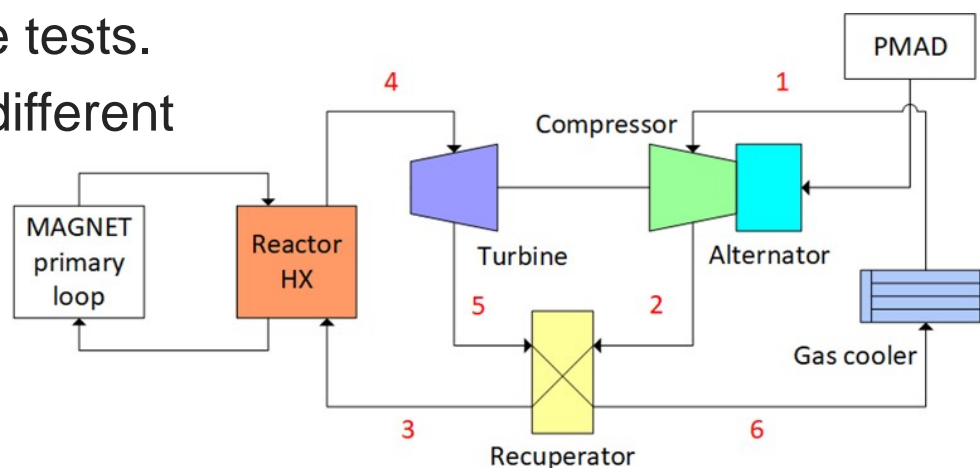 e tests.
different
PMAD
4
1
Compressor
MAGNET
primary
loop
Reactor
HX
Turbine
Alternator
5
2
Gas cooler
3
6
Recuperator